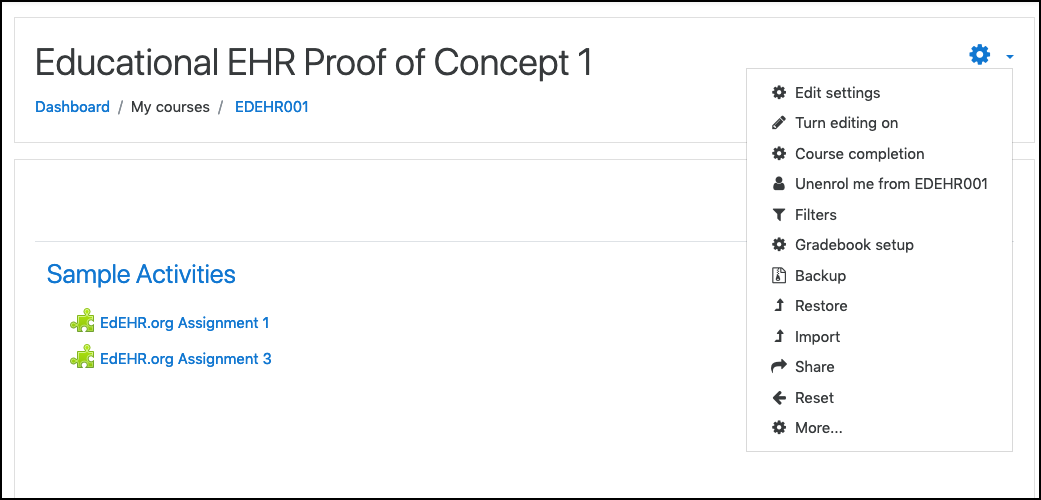 Educational EHR Proof of Concept 1
Dashboard / My courses / EDEHR001
Edit settings
Turn editing on
Course completion
Unenrol me from EDEHR001
Filters
Gradebook setup
Backup
Restore
Import
Share
Reset
More...
Sample Activities
EdEHR.org Assignment 1
EdEHR.org Assignment 3